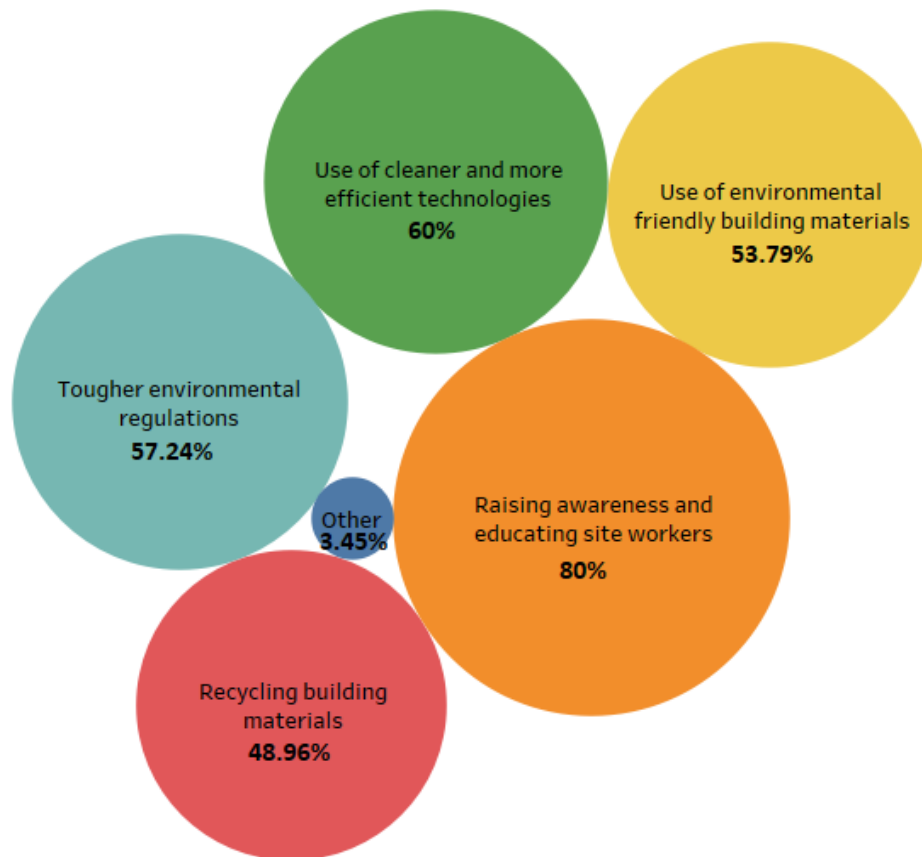 Use of cleaner and more
efficient technologies
60%
Use of environmental
friendly building materials
53.79%
Tougher environmental
regulations
57.24%
Raising awareness and
educating site workers
80%
Other
3.45%
Recycling building
materials
48.96%